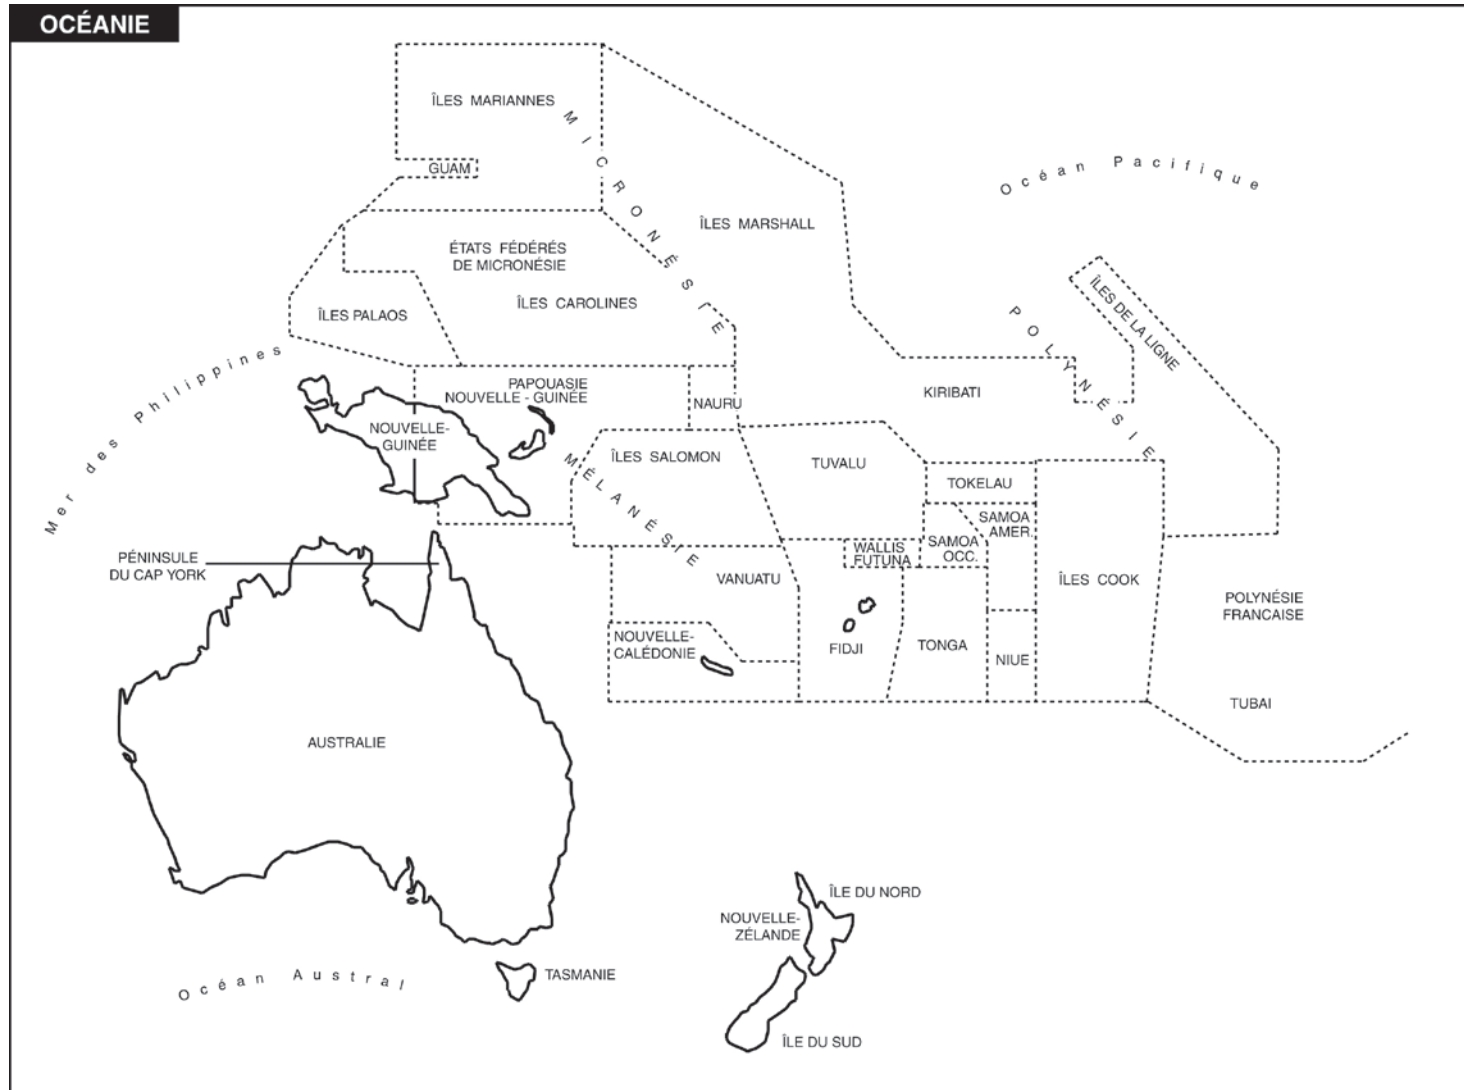 OCÉANIE
ÎLES MARIANNES
MICRONÉSIE
GUAM
Océan Pacifique
ÎLES MARSHALL
ÉTATS FÉDÉRÉS
DE MICRONÉSIE
ÎLES CAROLINES
ÎLES PALAOS
ÎLES DE LA LIGNE
POLYNÉSIE
Mer des Philippines
PAPOUASIE
NOUVELLE - GUINÉE
NAURU
KIRIBATI
NOUVELLE-
GUINÉE
ÎLES SALOMON
MÉLANÉSIE
TUVALU
TOKELAU
SAMOA
AMER.
SAMOA
OCC.
WALLIS
FUTUNA
PÉNINSULE
DU CAP YORK
VANUATU
ÎLES COOK
POLYNÉSIE
FRANCAISE
NOUVELLE-
CALÉDONIE
FIDJI
TONGA
NIUE
TUBAI
AUSTRALIE
ÎLE DU NORD
NOUVELLE-
ZÉLANDE
Océan Austral
TASMANIE
ÎLE DU SUD